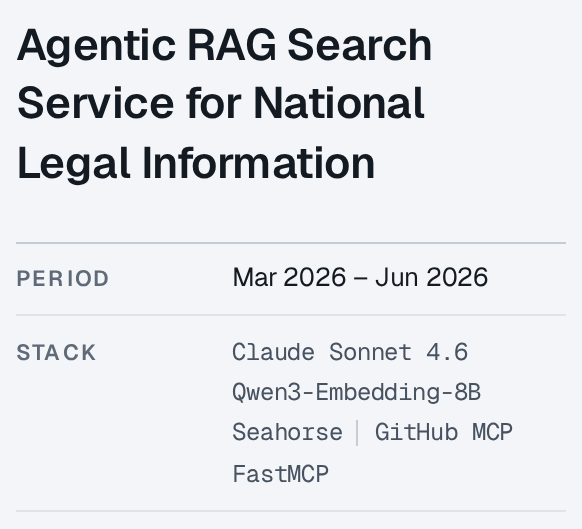 Agentic RAG Search
Service for National
Legal Information
PERIOD Mar 2026 – Jun 2026
STACK Claude Sonnet 4.6
Qwen3-Embedding-8B
Seahorse | GitHub MCP
FastMCP